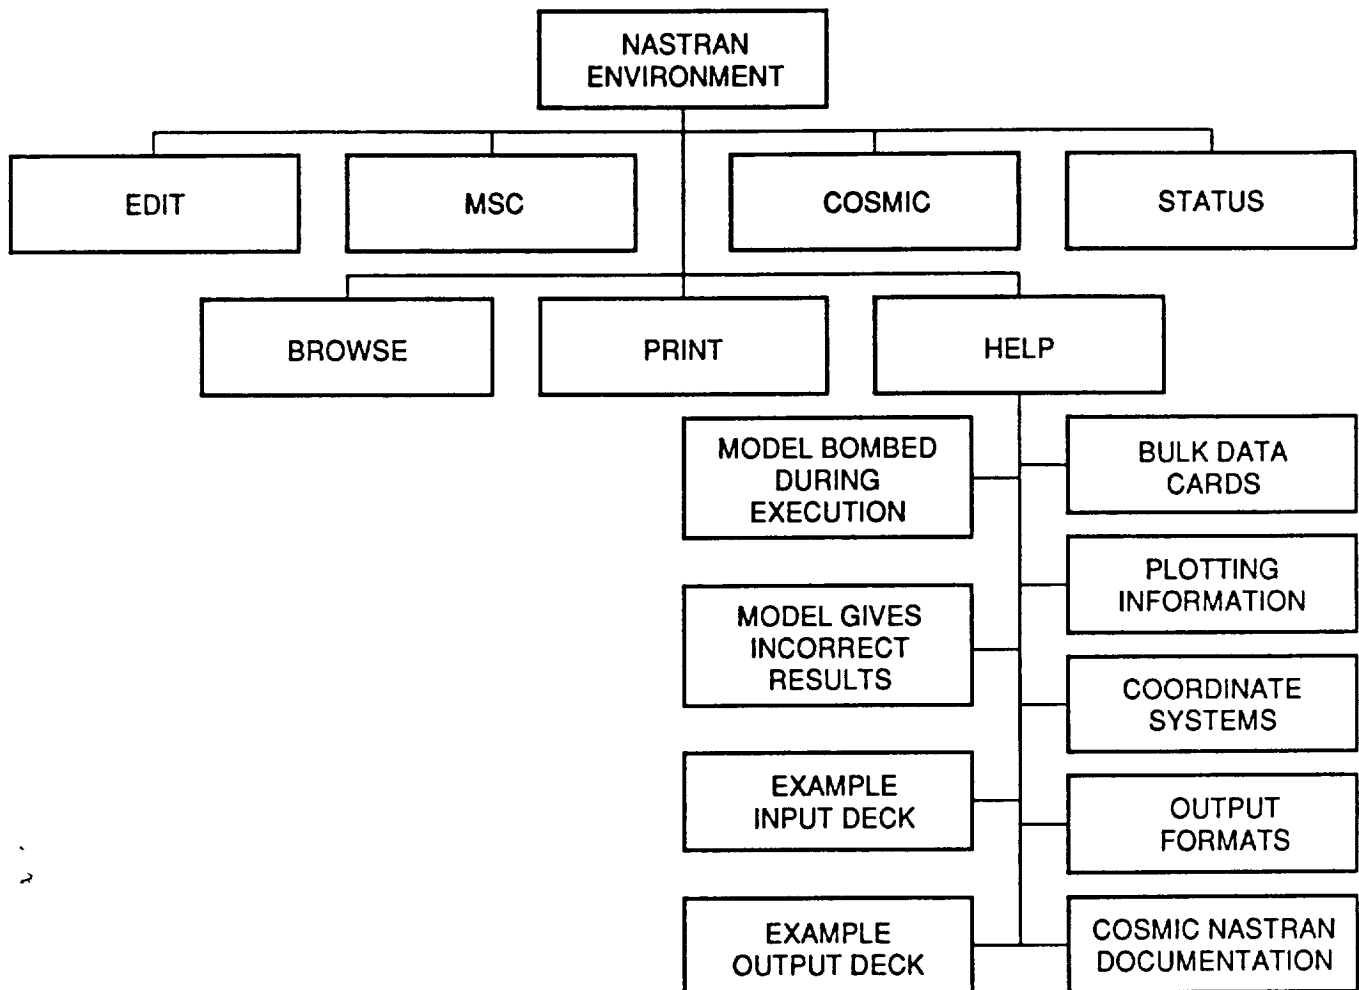 NASTRAN
ENVIRONMENT
EDIT
MSC
COSMIC
STATUS
BROWSE
PRINT
HELP
MODEL BOMBED
DURING
EXECUTION
BULK DATA
CARDS
PLOTTING
INFORMATION
MODEL GIVES
INCORRECT
RESULTS
COORDINATE
SYSTEMS
EXAMPLE
INPUT DECK
OUTPUT
FORMATS
EXAMPLE
OUTPUT DECK
COSMIC NASTRAN
DOCUMENTATION